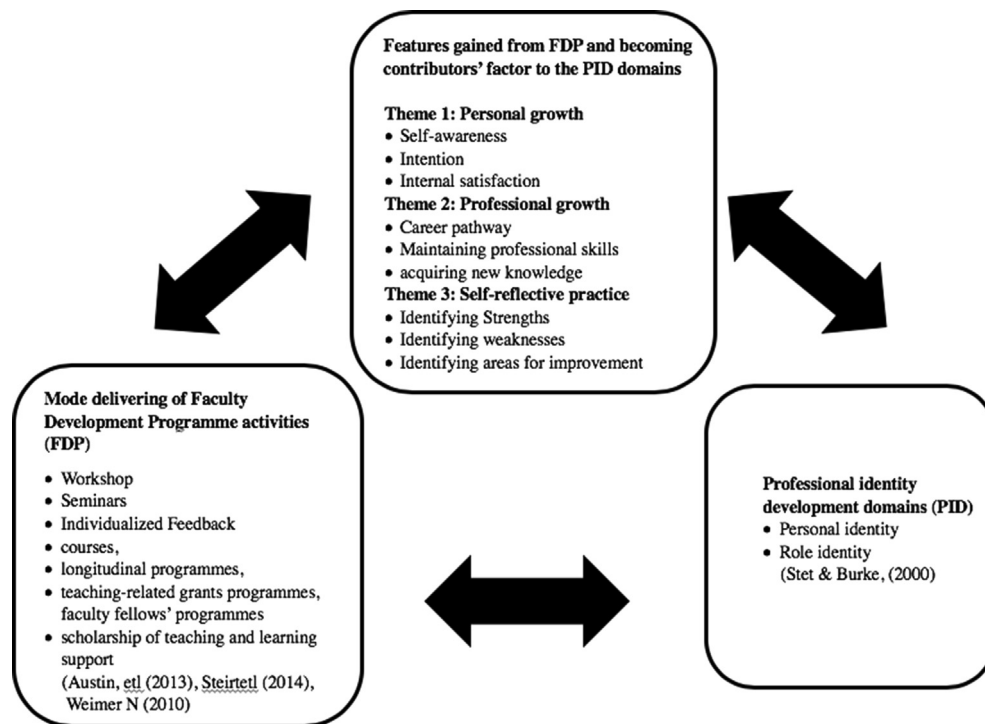 Features gained from FDP and becoming
contributors' factor to the PID domains
Theme 1: Personal growth
• Self-awareness
• Intention
• Internal satisfaction
Theme 2: Professional growth
• Career pathway
• Maintaining professional skills
• acquiring new knowledge
Theme 3: Self-reflective practice
• Identifying Strengths
• Identifying weaknesses
• Identifying areas for improvement
Mode delivering of Faculty
Development Programme activities
(FDP)
• Workshop
• Seminars
• Individualized Feedback
• courses,
• longitudinal programmes,
• teaching-related grants programmes,
faculty fellows' programmes
• scholarship of teaching and learning
support
(Austin, etl (2013), Steirtetl (2014),
Weimer N (2010)
Professional identity
development domains (PID)
• Personal identity
• Role identity
(Stet & Burke, (2000)